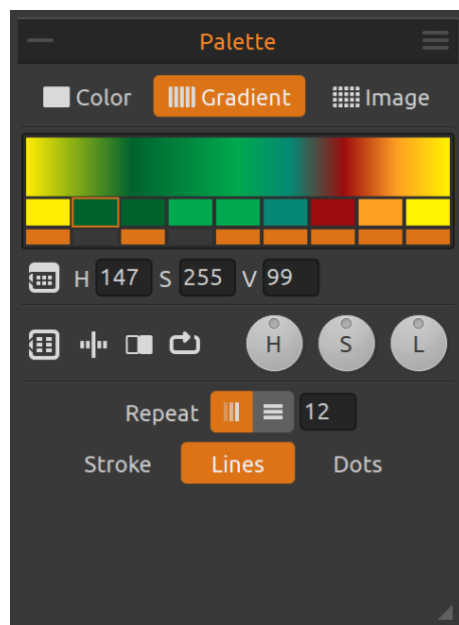 Palette
Color Gradient Image
H 147 S 255 V 99
H S L
Repeat 12
Stroke Lines Dots